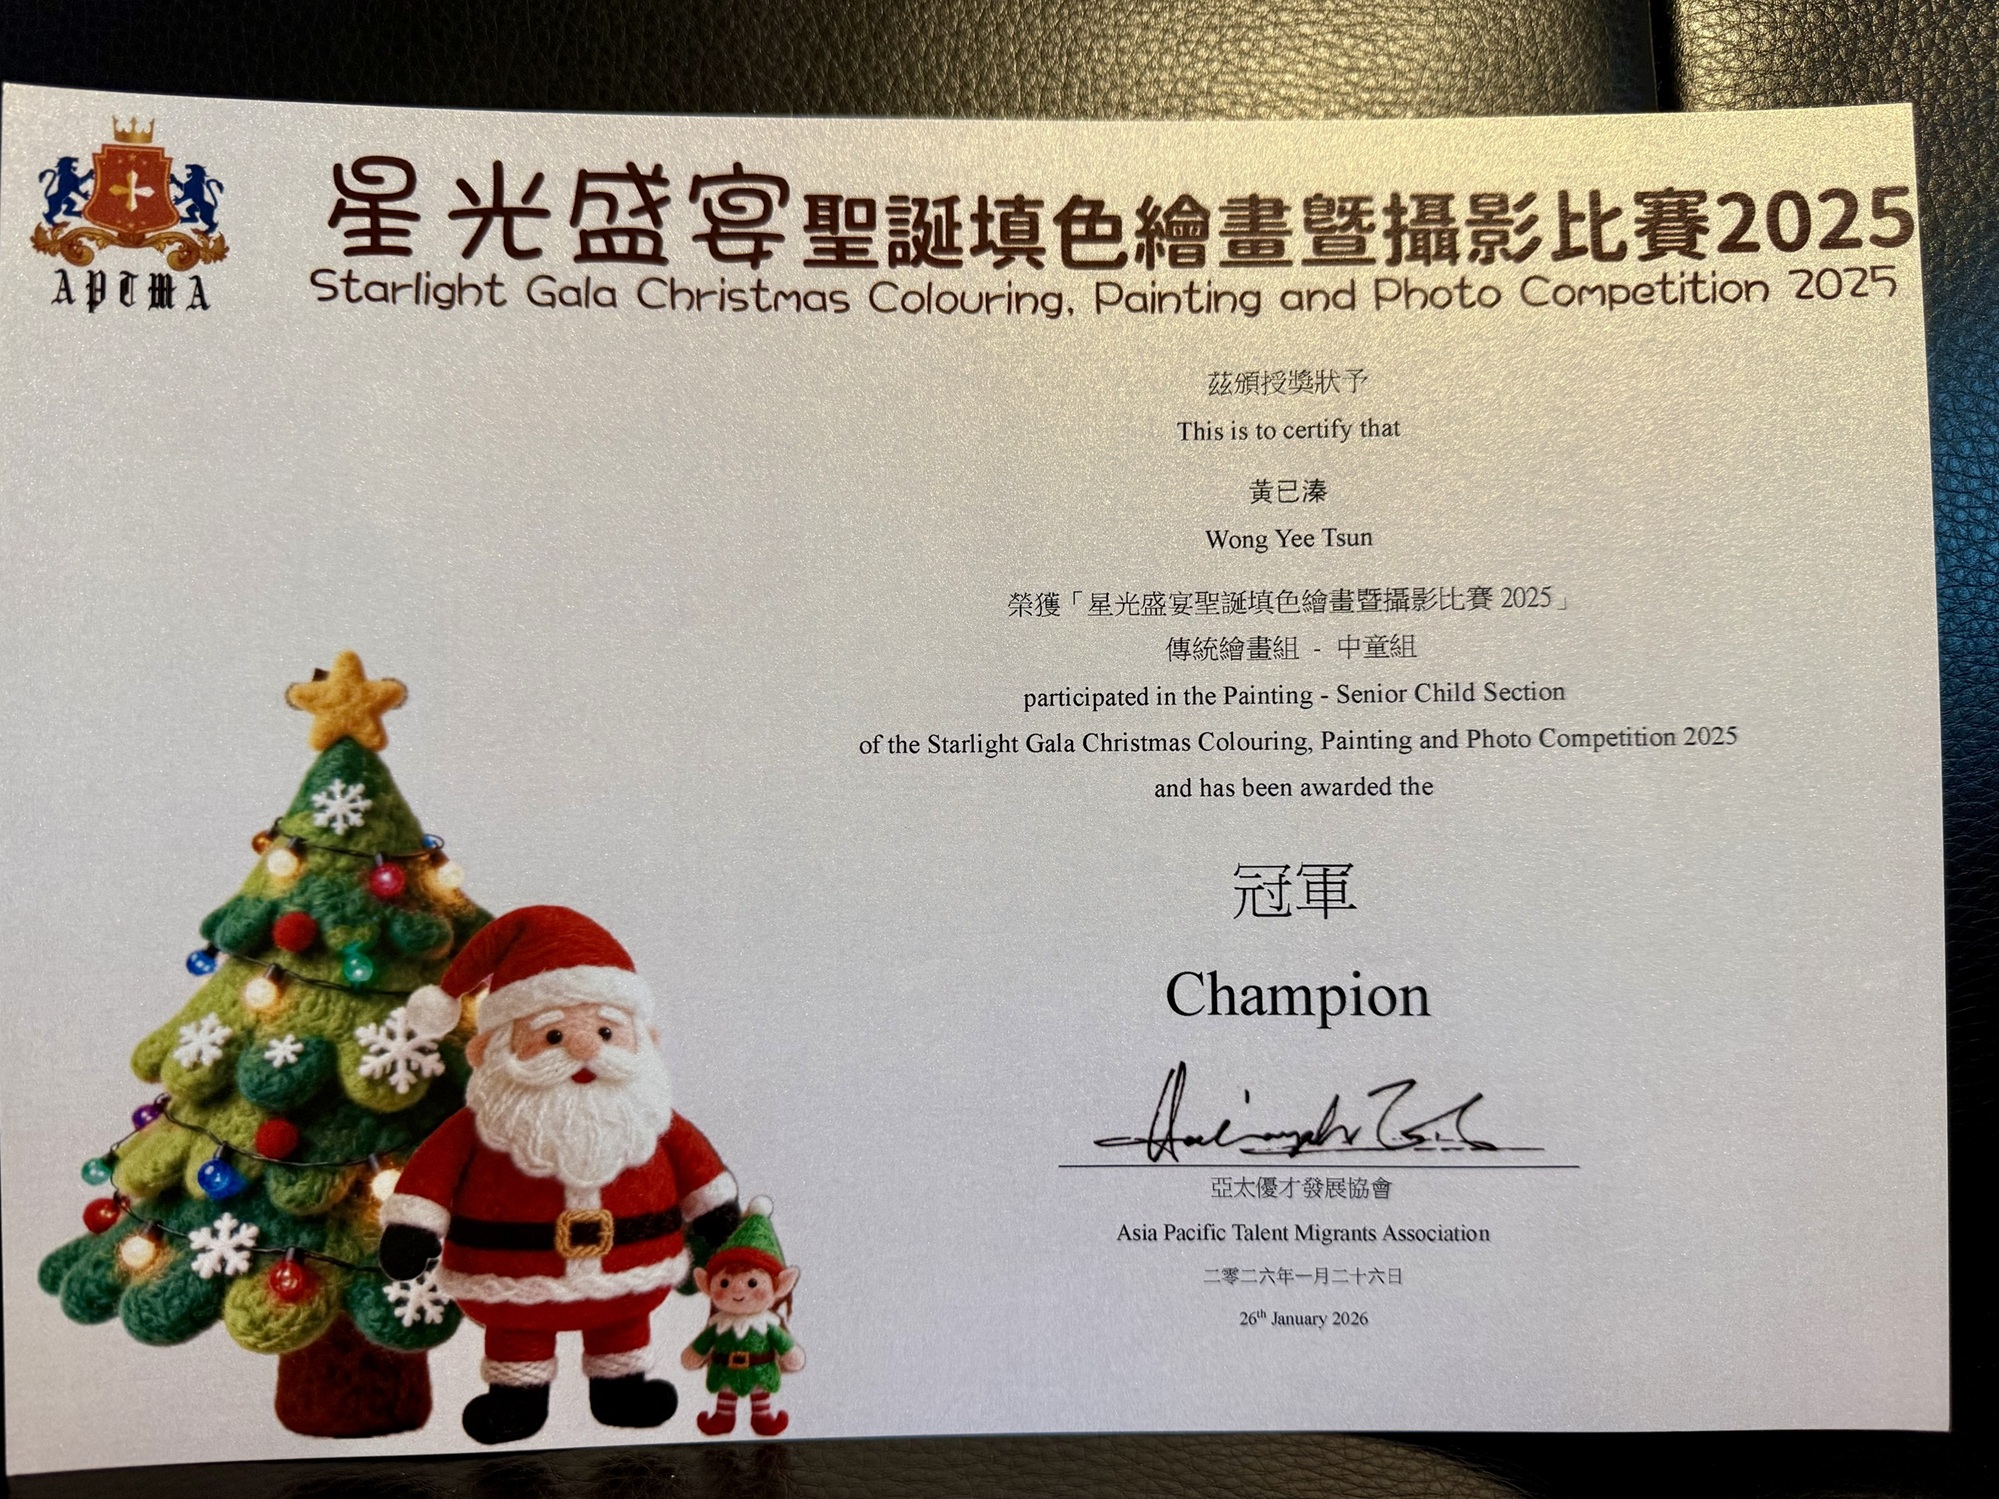 APTMA
星光盛宴聖誕填色繪畫暨攝影比賽2025
Starlight Gala Christmas Colouring, Painting and Photo Competition 2025
茲頒授獎狀予
This is to certify that
黃已溱
Wong Yee Tsun
榮獲「星光盛宴聖誕填色繪畫暨攝影比賽 2025」
傳統繪畫組 - 中童組
participated in the Painting - Senior Child Section
of the Starlight Gala Christmas Colouring, Painting and Photo Competition 2025
and has been awarded the
冠軍
Champion
亞太優才發展協會
Asia Pacific Talent Migrants Association
二零二六年一月二十六日
26th January 2026